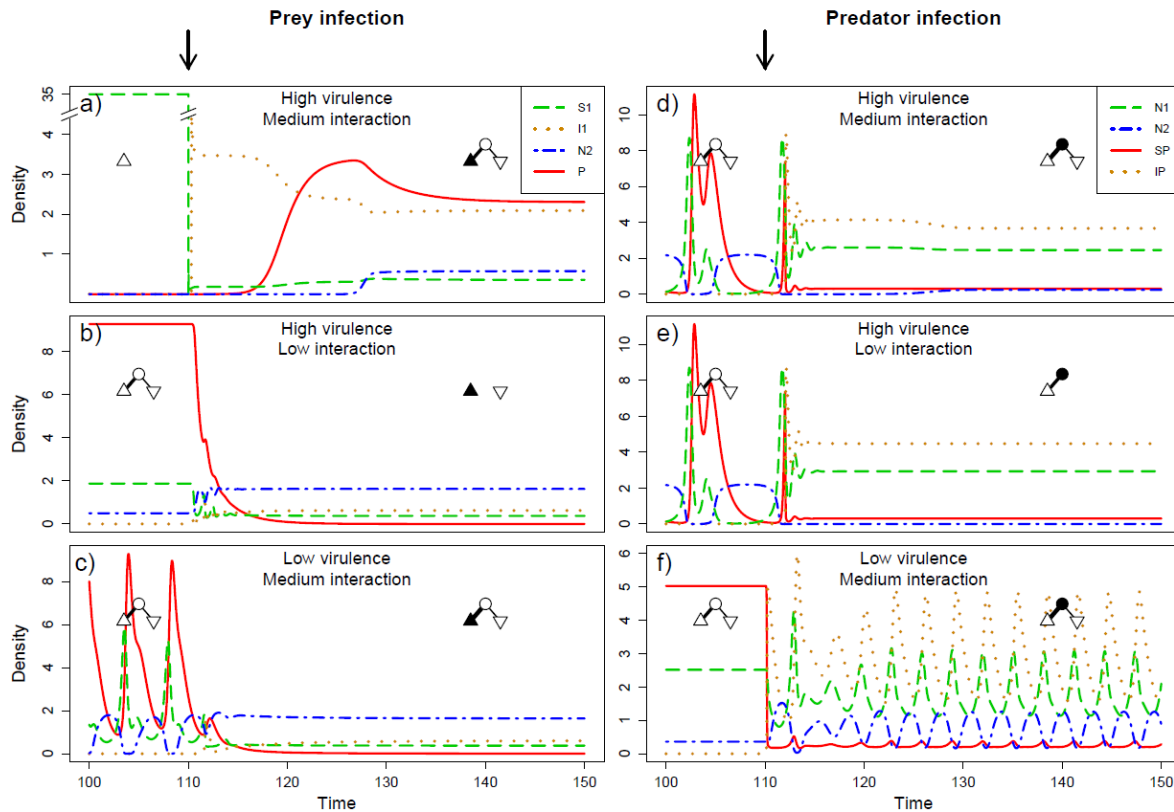 Prey infection
Predator infection
a)
High virulence
Medium interaction
S1
I1
N2
P
Density
35
4
3
2
1
d)
High virulence
Medium interaction
N1
N2
SP
IP
Density
10
8
6
4
2
0
b)
High virulence
Low interaction
Density
8
6
4
2
0
e)
High virulence
Low interaction
Density
10
8
6
4
2
0
c)
Low virulence
Medium interaction
Density
8
6
4
2
0
100 110 120 130 140 150
Time
f)
Low virulence
Medium interaction
Density
6
5
4
3
2
1
0
100 110 120 130 140 150
Time